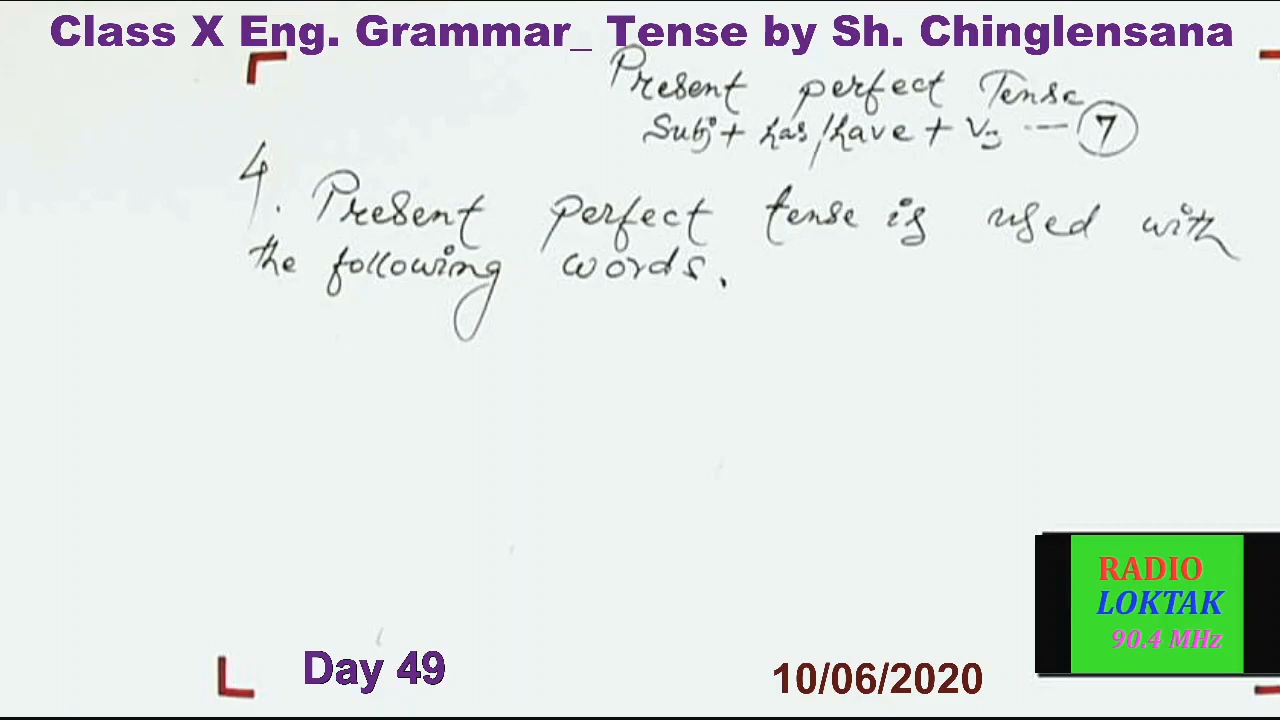 Class X Eng. Grammar_ Tense by Sh. Chinglensana
Present perfect Tense
Subj + has/have + V3 --- 7
4. Present perfect tense is used with
the following words.
RADIO
LOKTAK
90.4 MHz
Day 49
10/06/2020